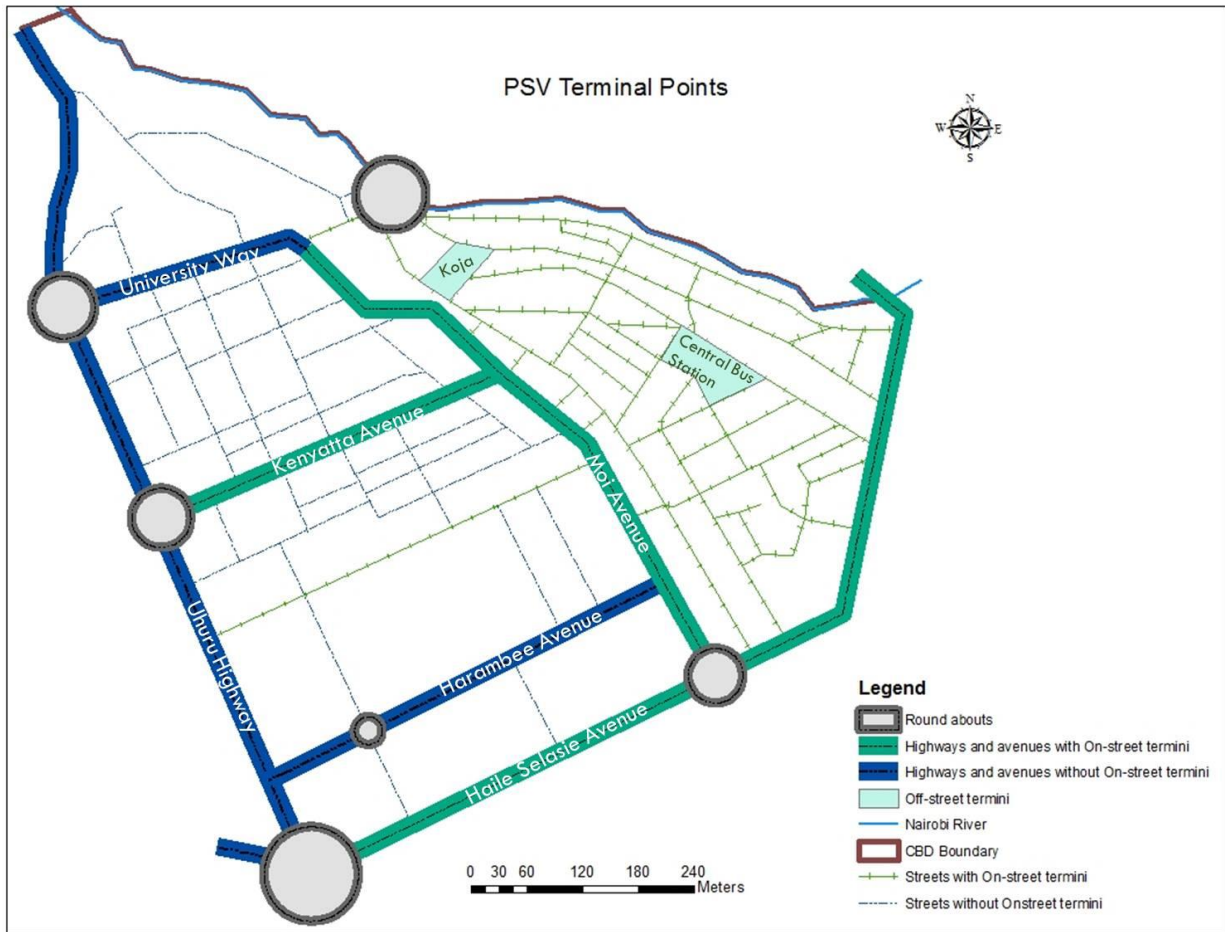 PSV Terminal Points
N
W
E
S
Koja
University Way
Central Bus
Station
Kenyatta Avenue
Moi Avenue
Uhuru Highway
Harambee Avenue
Haile Selasie Avenue
Legend
Round abouts
Highways and avenues with On-street termini
Highways and avenues without On-street termini
Off-street termini
Nairobi River
CBD Boundary
Streets with On-street termini
Streets without Onstreet termini
0 30 60 120 180 240
Meters